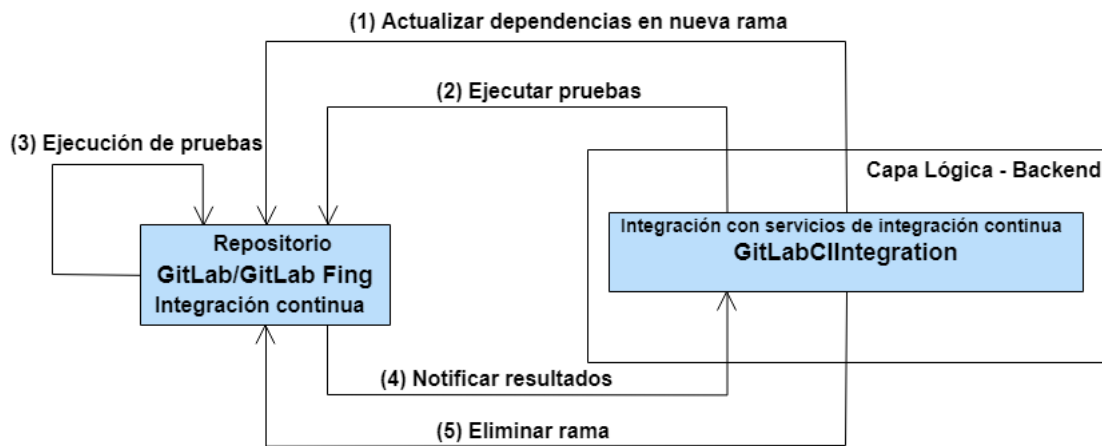 (1) Actualizar dependencias en nueva rama
(2) Ejecutar pruebas
(3) Ejecución de pruebas
Capa Lógica - Backend
Repositorio
GitLab/GitLab Fing
Integración continua
Integración con servicios de integración continua
GitLabCIIntegration
(4) Notificar resultados
(5) Eliminar rama